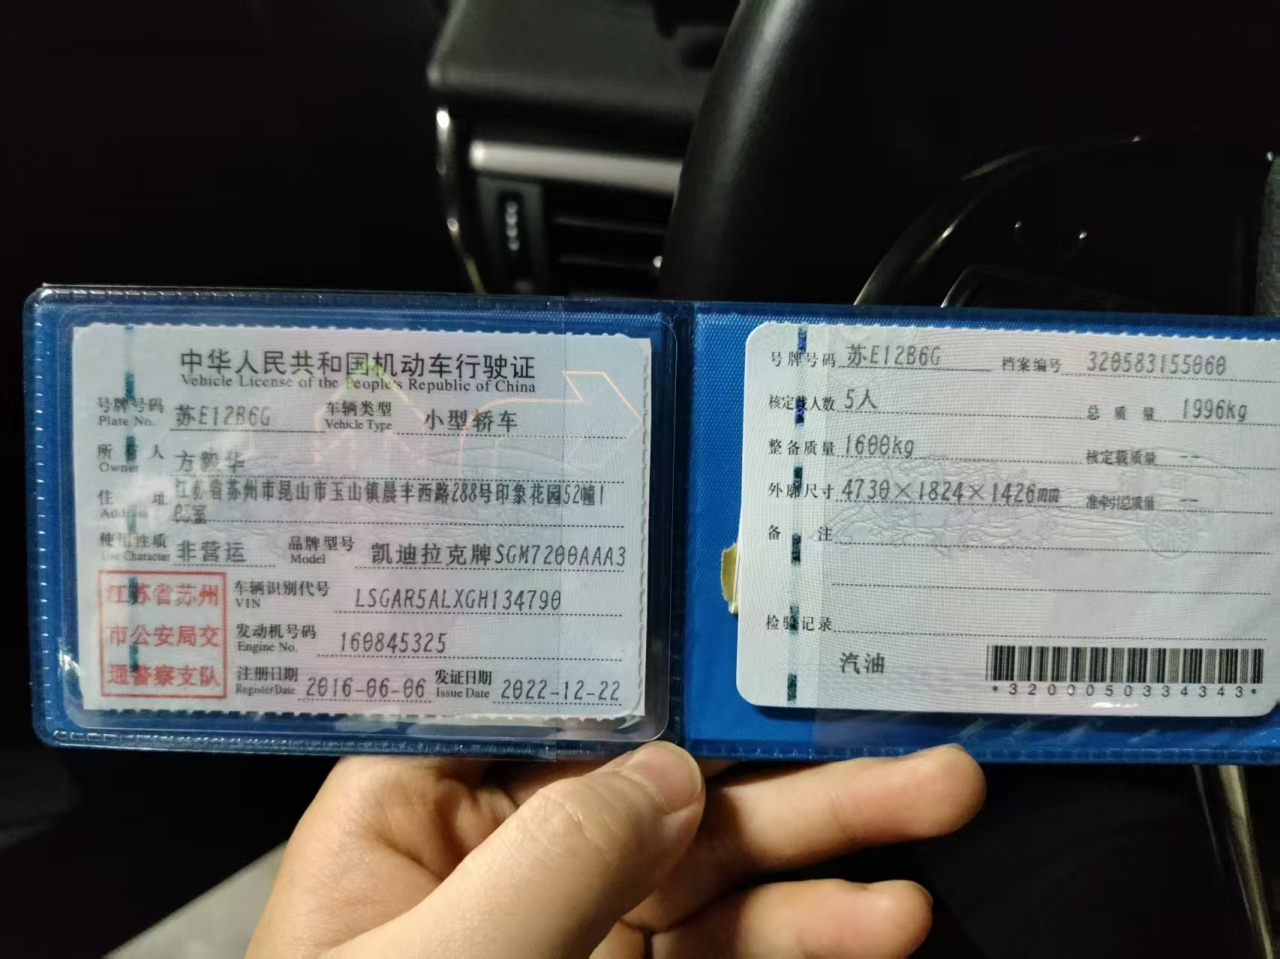 中华人民共和国机动车行驶证
Vehicle License of the People's Republic of China
号牌号码 苏E12B6G 车辆类型 小型轿车
Plate No. Vehicle Type
所有人 方毅华
Owner
住址 江苏省苏州市昆山市玉山镇晨丰西路288号印象花园52幢1
03室
Address
使用性质 非营运 品牌型号 凯迪拉克牌SGM7200AAA3
Use Character Model
江苏省苏州
市公安局交
通警察支队
车辆识别代号 LSGAR5ALXGH134790
VIN
发动机号码 160845325
Engine No.
注册日期 2016-06-06 发证日期 2022-12-22
Register Date Issue Date
号牌号码 苏E12B6G 档案编号 320583155060
核定载人数 5人 总质量 1996kg
整备质量 1600kg 核定载质量 --
外廓尺寸 4730×1824×1426mm 准牵引总质量 --
备注
检验记录
汽油
*3200050334343*